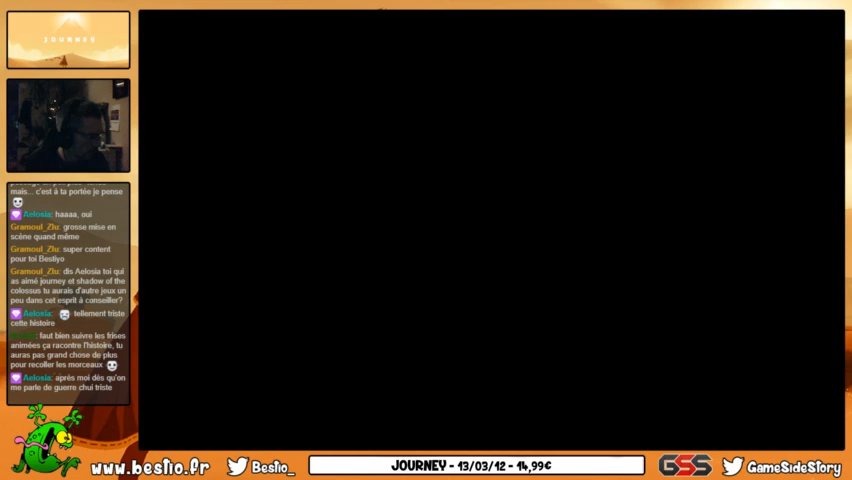 JOURNEY
mais... c'est à ta portée je pense
Aelosia: haaaa, oui
Gramoul_Zlu: grosse mise en
scène quand même
Gramoul_Zlu: super content
pour toi Bestiyo
Gramoul_Zlu: dis Aelosia toi qui
as aimé journey et shadow of the
colossus tu aurais d'autre jeux un
peu dans cet esprit à conseiller?
Aelosia: tellement triste
cette histoire
faut bien suivre les frises
animées ça racontre l'histoire, tu
auras pas grand chose de plus
pour recoller les morceaux
Aelosia: après moi dès qu'on
me parle de guerre chui triste
www.bestio.fr
Bestio_
JOURNEY - 13/03/12 - 14,99€
GSS
GameSideStory